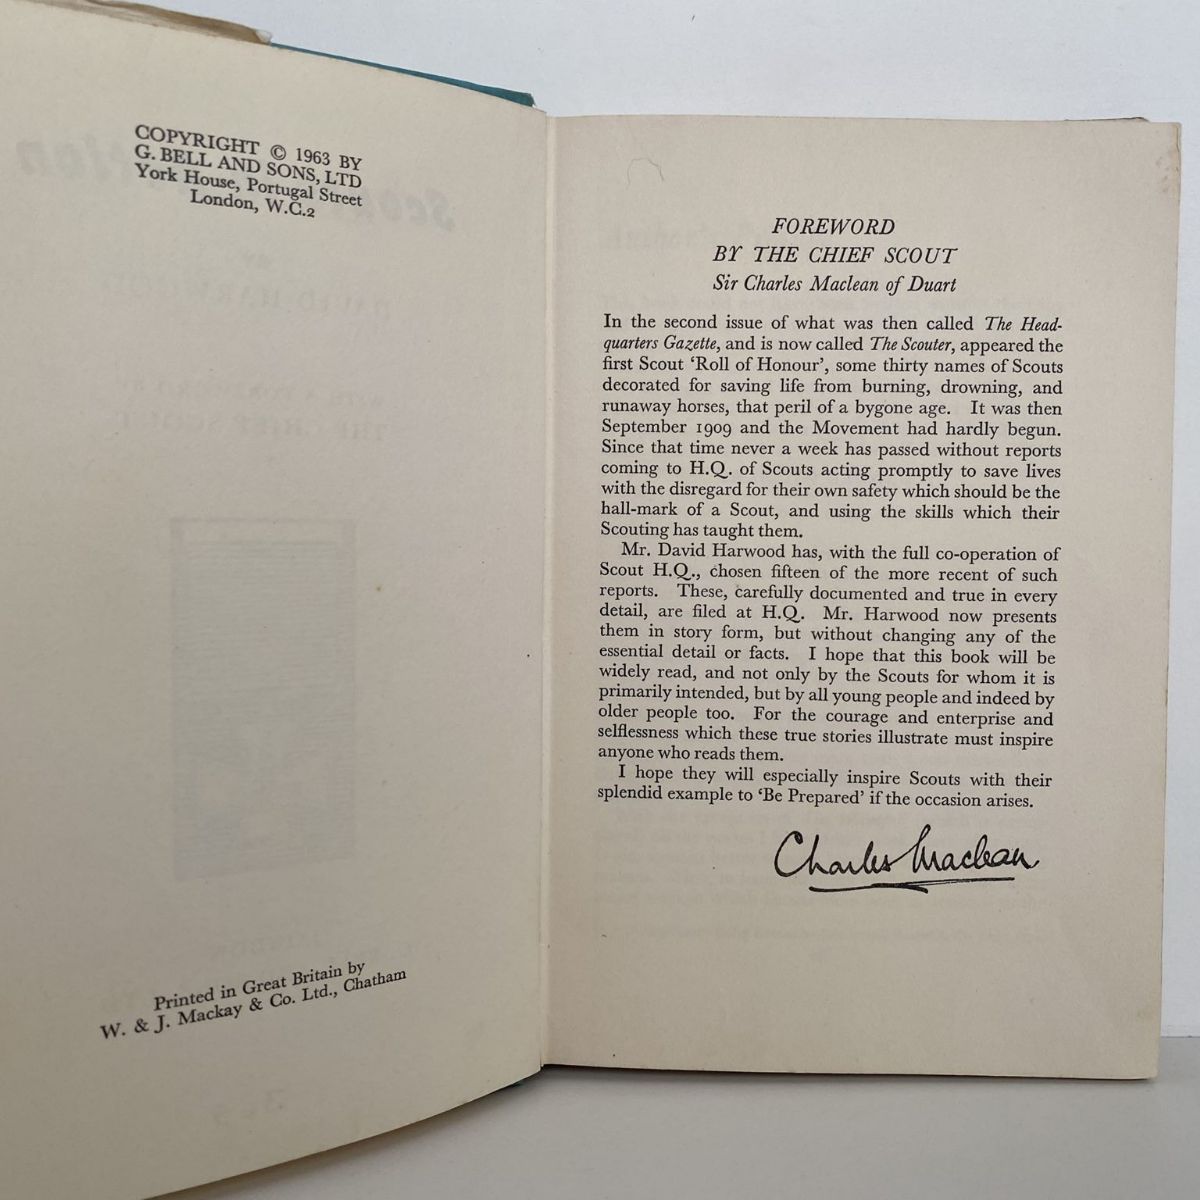 COPYRIGHT © 1963 BY
G. BELL AND SONS, LTD
York House, Portugal Street
London, W.C.2
Printed in Great Britain by
W. & J. Mackay & Co. Ltd., Chatham
FOREWORD
BY THE CHIEF SCOUT
Sir Charles Maclean of Duart
In the second issue of what was then called The Head-
quarters Gazette, and is now called The Scouter, appeared the
first Scout ‘Roll of Honour’, some thirty names of Scouts
decorated for saving life from burning, drowning, and
runaway horses, that peril of a bygone age. It was then
September 1909 and the Movement had hardly begun.
Since that time never a week has passed without reports
coming to H.Q. of Scouts acting promptly to save lives
with the disregard for their own safety which should be the
hall-mark of a Scout, and using the skills which their
Scouting has taught them.
Mr. David Harwood has, with the full co-operation of
Scout H.Q., chosen fifteen of the more recent of such
reports. These, carefully documented and true in every
detail, are filed at H.Q. Mr. Harwood now presents
them in story form, but without changing any of the
essential detail or facts. I hope that this book will be
widely read, and not only by the Scouts for whom it is
primarily intended, but by all young people and indeed by
older people too. For the courage and enterprise and
selflessness which these true stories illustrate must inspire
anyone who reads them.
I hope they will especially inspire Scouts with their
splendid example to ‘Be Prepared’ if the occasion arises.
Charles Maclean